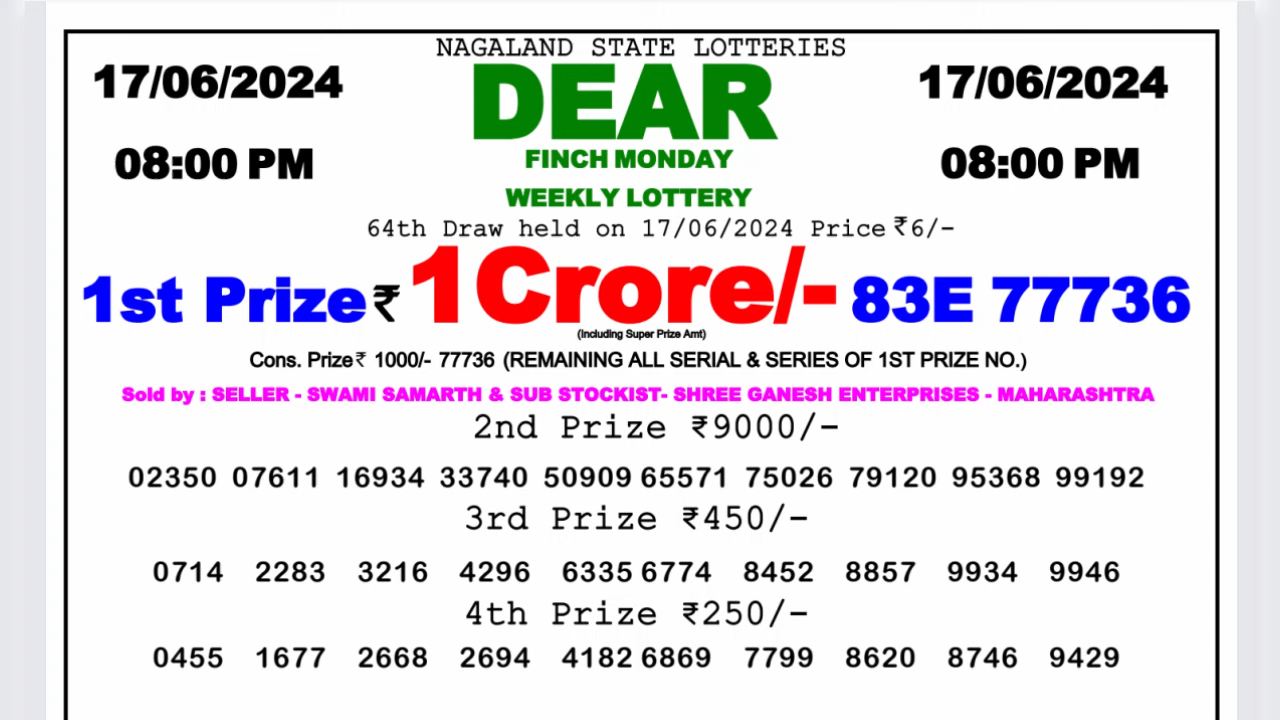 NAGALAND STATE LOTTERIES
17/06/2024 DEAR 17/06/2024
08:00 PM FINCH MONDAY 08:00 PM
WEEKLY LOTTERY
64th Draw held on 17/06/2024 Price ₹6/-
1st Prize ₹ 1Crore/- 83E 77736
(Including Super Prize Amt)
Cons. Prize ₹ 1000/- 77736 (REMAINING ALL SERIAL & SERIES OF 1ST PRIZE NO.)
Sold by : SELLER - SWAMI SAMARTH & SUB STOCKIST- SHREE GANESH ENTERPRISES - MAHARASHTRA
2nd Prize ₹9000/-
02350 07611 16934 33740 50909 65571 75026 79120 95368 99192
3rd Prize ₹450/-
0714 2283 3216 4296 6335 6774 8452 8857 9934 9946
4th Prize ₹250/-
0455 1677 2668 2694 4182 6869 7799 8620 8746 9429